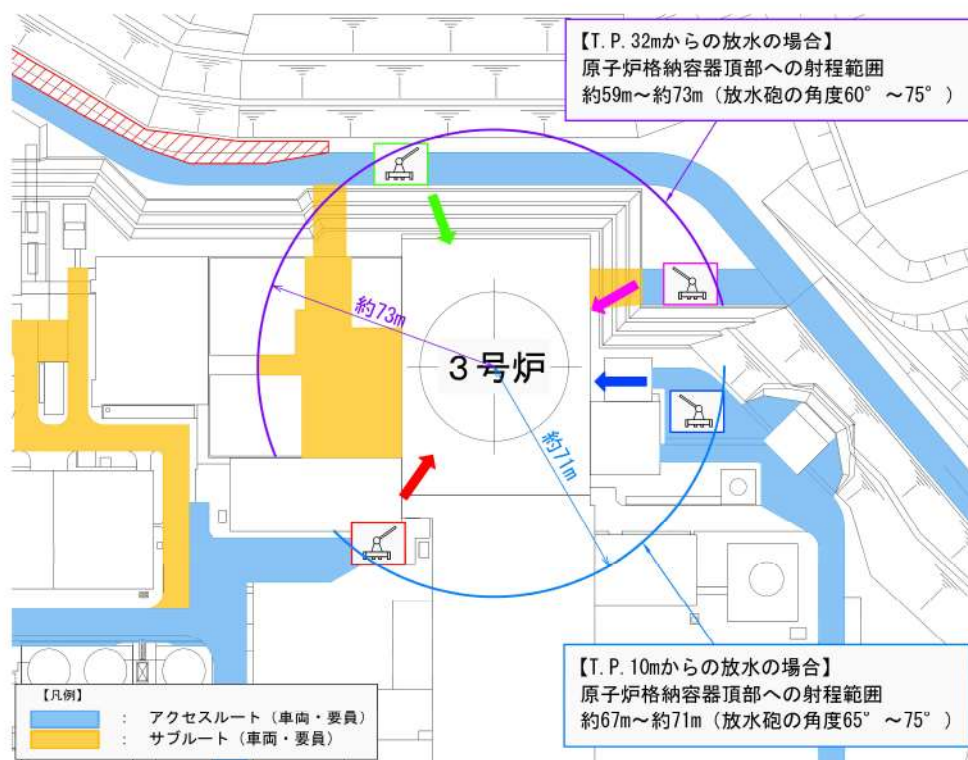 【T.P.32mからの放水の場合】
原子炉格納容器頂部への射程範囲
約59m~約73m(放水砲の角度60°~75°)
約73m
3号炉
約71m
【T.P.10mからの放水の場合】
原子炉格納容器頂部への射程範囲
約67m~約71m(放水砲の角度65°~75°)
【凡例】
: アクセスルート(車両・要員)
: サブルート(車両・要員)